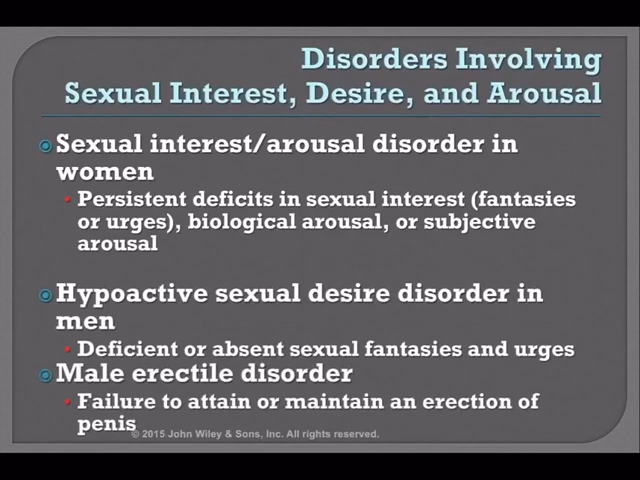 Disorders Involving
Sexual Interest, Desire, and Arousal
Sexual interest/arousal disorder in
women
Persistent deficits in sexual interest (fantasies
or urges), biological arousal, or subjective
arousal
Hypoactive sexual desire disorder in
men
Deficient or absent sexual fantasies and urges
Male erectile disorder
Failure to attain or maintain an erection of
penis
© 2015 John Wiley & Sons, Inc. All rights reserved.